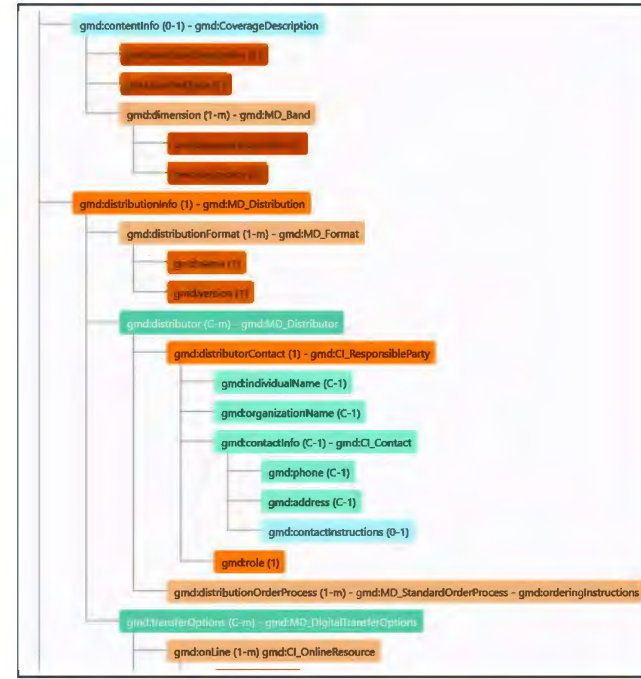 gmd:contentInfo (0-1) - gmd:CoverageDescription
gmd:dimension (1-m) - gmd:MD_Band
gmd:distributionInfo (1) - gmd:MD_Distribution
gmd:distributionFormat (1-m) - gmd:MD_Format
gmd:name (1)
gmd:version (1)
gmd:distributor (C-m) - gmd:MD_Distributor
gmd:distributorContact (1) - gmd:CI_ResponsibleParty
gmd:individualName (C-1)
gmd:organizationName (C-1)
gmd:contactInfo (C-1) - gmd:CI_Contact
gmd:phone (C-1)
gmd:address (C-1)
gmd:contactInstructions (0-1)
gmd:role (1)
gmd:distributionOrderProcess (1-m) - gmd:MD_StandardOrderProcess - gmd:orderingInstructions
gmd:transferOptions (C-m) - gmd:MD_DigitalTransferOptions
gmd:onLine (1-m) gmd:CI_OnlineResource